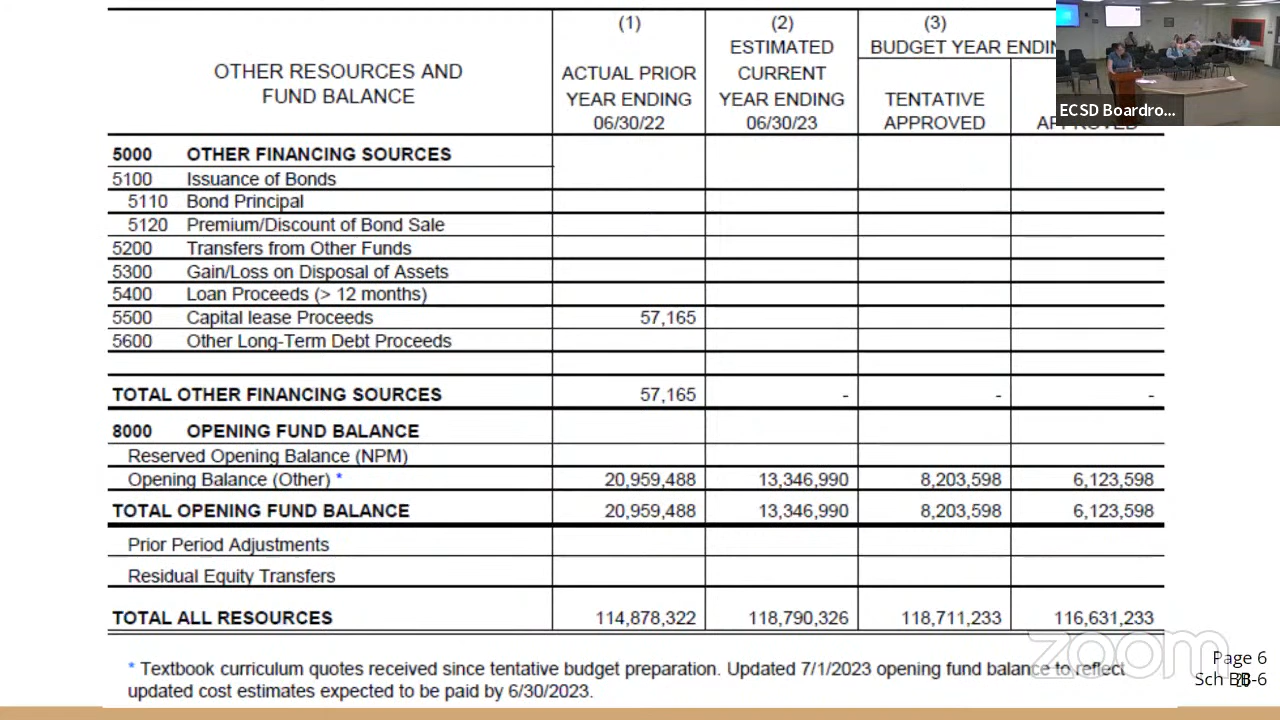 (1) (2) (3)
OTHER RESOURCES AND
FUND BALANCE
ACTUAL PRIOR
YEAR ENDING
06/30/22
ESTIMATED
CURRENT
YEAR ENDING
06/30/23
BUDGET YEAR
TENTATIVE
APPROVED
APPROVED
ECSD Boardro...
5000 OTHER FINANCING SOURCES
5100 Issuance of Bonds
5110 Bond Principal
5120 Premium/Discount of Bond Sale
5200 Transfers from Other Funds
5300 Gain/Loss on Disposal of Assets
5400 Loan Proceeds (> 12 months)
5500 Capital lease Proceeds 57,165
5600 Other Long-Term Debt Proceeds
TOTAL OTHER FINANCING SOURCES 57,165 - - -
8000 OPENING FUND BALANCE
Reserved Opening Balance (NPM)
Opening Balance (Other) * 20,959,488 13,346,990 8,203,598 6,123,598
TOTAL OPENING FUND BALANCE 20,959,488 13,346,990 8,203,598 6,123,598
Prior Period Adjustments
Residual Equity Transfers
TOTAL ALL RESOURCES 114,878,322 118,790,326 118,711,233 116,631,233
* Textbook curriculum quotes received since tentative budget preparation. Updated 7/1/2023 opening fund balance to reflect
updated cost estimates expected to be paid by 6/30/2023.
zoom
Page 6
Sch BB-6